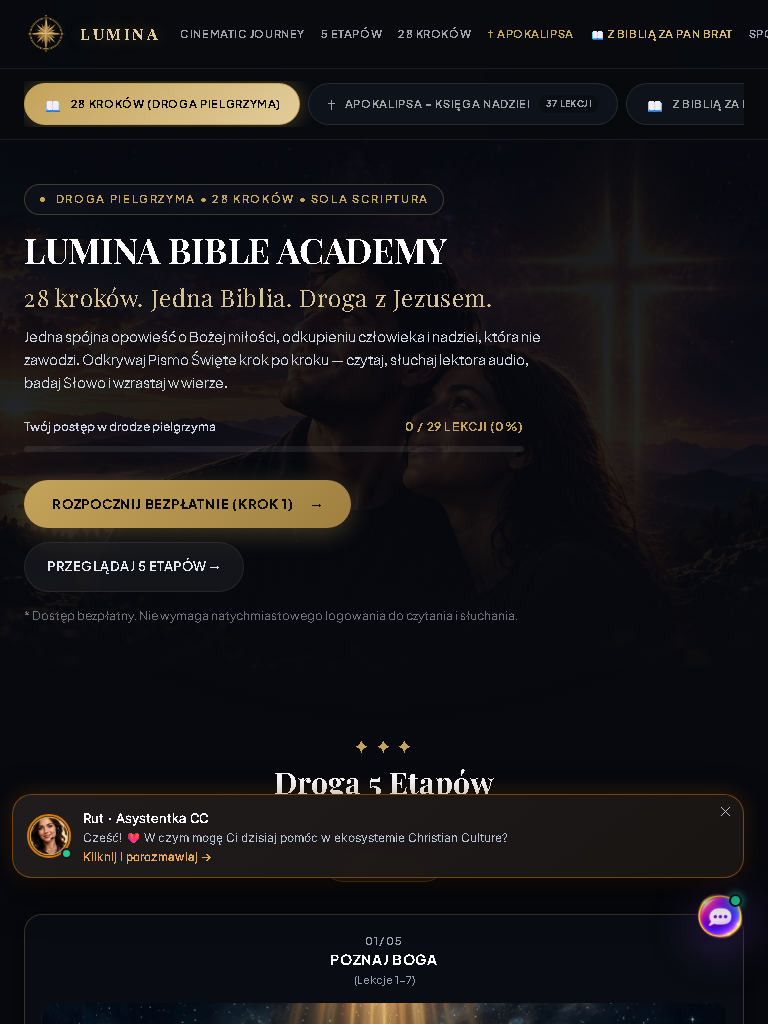 LUMINA CINEMATIC JOURNEY 5 ETAPÓW 28 KROKÓW † APOKALIPSA 📖 Z BIBLIĄ ZA PAN BRAT
📖 28 KROKÓW (DROGA PIELGRZYMA) † APOKALIPSA – KSIĘGA NADZIEI 37 LEKCJI 📖 Z BIBLIĄ ZA
• DROGA PIELGRZYMA • 28 KROKÓW • SOLA SCRIPTURA
LUMINA BIBLE ACADEMY
28 kroków. Jedna Biblia. Droga z Jezusem.
Jedna spójna opowieść o Bożej miłości, odkupieniu człowieka i nadziei, która nie
zawodzi. Odkrywaj Pismo Święte krok po kroku — czytaj, słuchaj lektora audio,
badaj Słowo i wzrastaj w wierze.
Twój postęp w drodze pielgrzyma 0 / 29 LEKCJI (0%)
ROZPOCZNIJ BEZPŁATNIE (KROK 1) →
PRZEGLĄDAJ 5 ETAPÓW →
* Dostęp bezpłatny. Nie wymaga natychmiastowego logowania do czytania i słuchania.
✦ ✦ ✦
Droga 5 Etapów
Rut · Asystentka CC
Cześć! ❤️ W czym mogę Ci dzisiaj pomóc w ekosystemie Christian Culture?
Kliknij i porozmawiaj →
01/05
POZNAJ BOGA
(Lekcje 1–7)